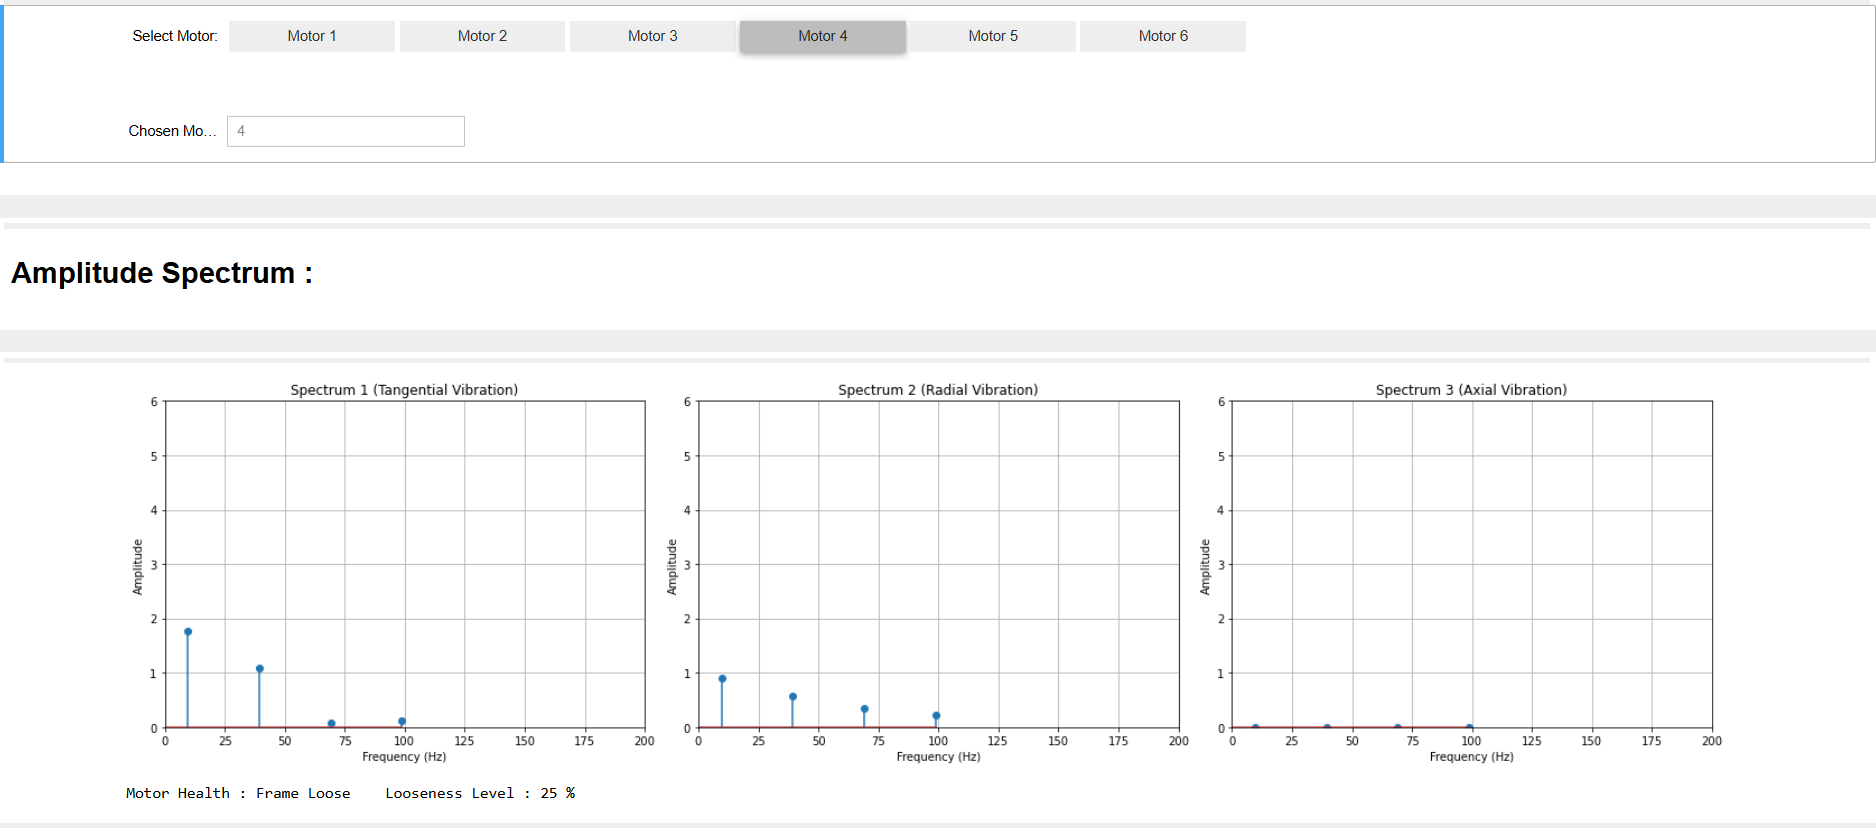 Select Motor: Motor 1 Motor 2 Motor 3 Motor 4 Motor 5 Motor 6
Chosen Mo... 4
Amplitude Spectrum :
Spectrum 1 (Tangential Vibration)
6
5
4
3
2
1
0
Amplitude
0 25 50 75 100 125 150 175 200
Frequency (Hz)
Spectrum 2 (Radial Vibration)
6
5
4
3
2
1
0
Amplitude
0 25 50 75 100 125 150 175 200
Frequency (Hz)
Spectrum 3 (Axial Vibration)
6
5
4
3
2
1
0
Amplitude
0 25 50 75 100 125 150 175 200
Frequency (Hz)
Motor Health : Frame Loose Looseness Level : 25 %